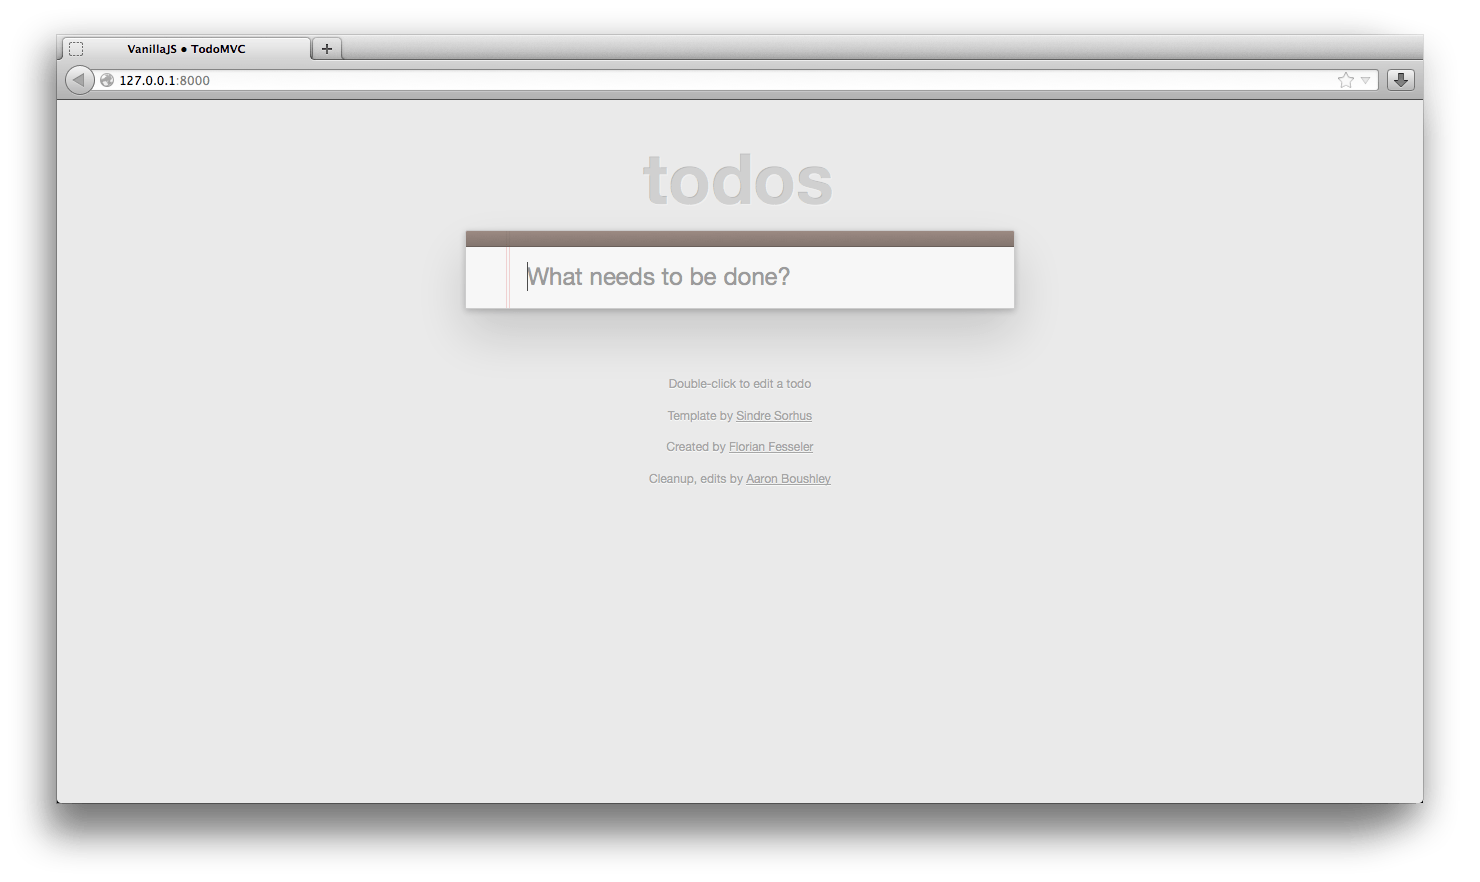 VanillaJS • TodoMVC
127.0.0.1:8000
todos
What needs to be done?
Double-click to edit a todo
Template by Sindre Sorhus
Created by Florian Fesseler
Cleanup, edits by Aaron Boushley